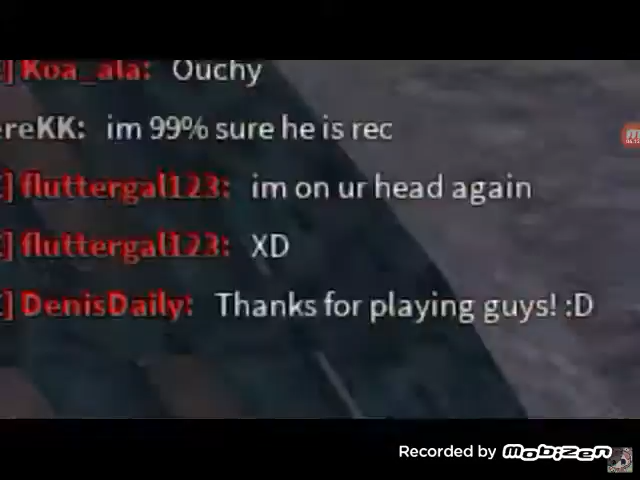 ] Koa_ala: Ouchy
ereKK: im 99% sure he is rec
] fluttergal123: im on ur head again
] fluttergal123: XD
] DenisDaily: Thanks for playing guys! :D
Recorded by mobizen